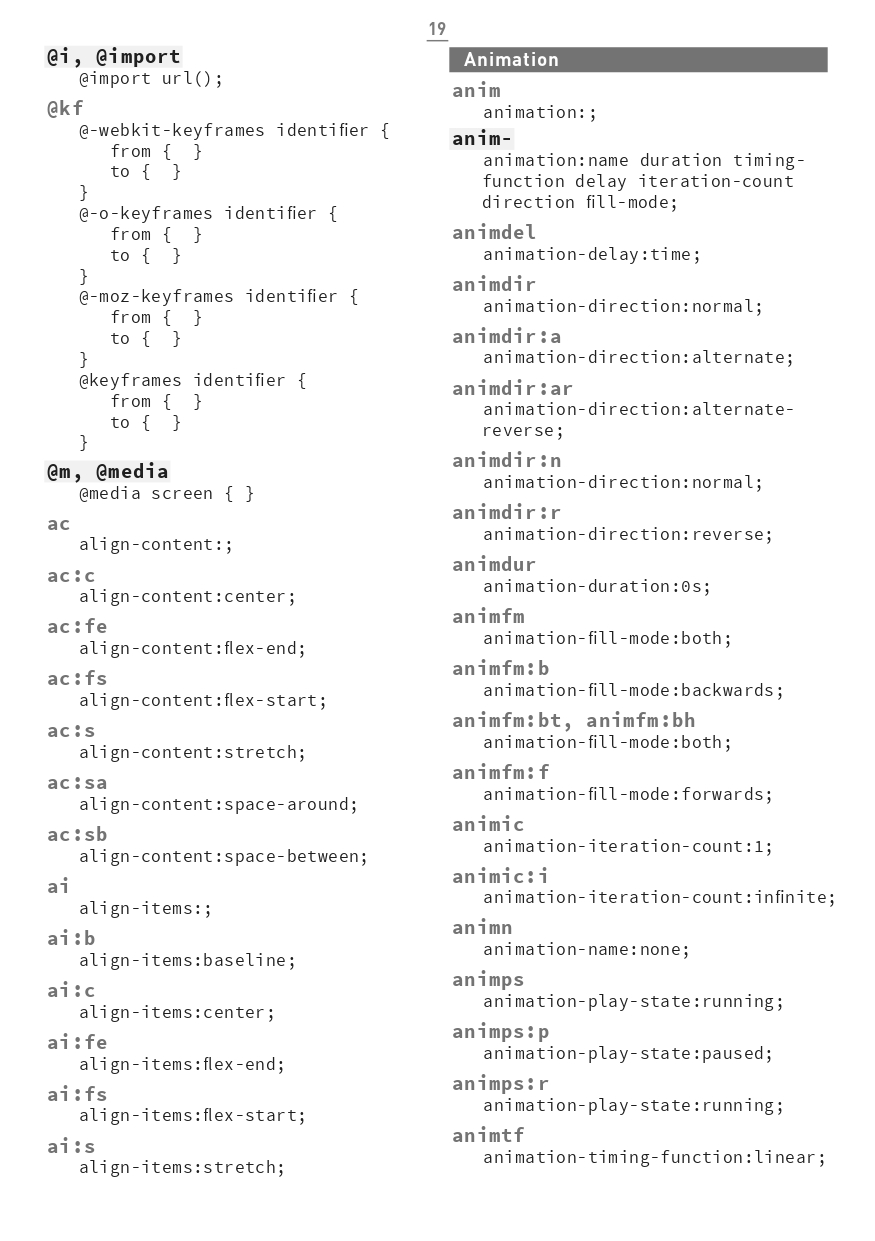 19
@i, @import
@import url();
@kf
@-webkit-keyframes identifier {
from {  }
to {  }
}
@-o-keyframes identifier {
from {  }
to {  }
}
@-moz-keyframes identifier {
from {  }
to {  }
}
@keyframes identifier {
from {  }
to {  }
}
@m, @media
@media screen { }
ac
align-content:;
ac:c
align-content:center;
ac:fe
align-content:flex-end;
ac:fs
align-content:flex-start;
ac:s
align-content:stretch;
ac:sa
align-content:space-around;
ac:sb
align-content:space-between;
ai
align-items:;
ai:b
align-items:baseline;
ai:c
align-items:center;
ai:fe
align-items:flex-end;
ai:fs
align-items:flex-start;
ai:s
align-items:stretch;
Animation
anim
animation:;
anim-
animation:name duration timing-
function delay iteration-count
direction fill-mode;
animdel
animation-delay:time;
animdir
animation-direction:normal;
animdir:a
animation-direction:alternate;
animdir:ar
animation-direction:alternate-
reverse;
animdir:n
animation-direction:normal;
animdir:r
animation-direction:reverse;
animdur
animation-duration:0s;
animfm
animation-fill-mode:both;
animfm:b
animation-fill-mode:backwards;
animfm:bt, animfm:bh
animation-fill-mode:both;
animfm:f
animation-fill-mode:forwards;
animic
animation-iteration-count:1;
animic:i
animation-iteration-count:infinite;
animn
animation-name:none;
animps
animation-play-state:running;
animps:p
animation-play-state:paused;
animps:r
animation-play-state:running;
animtf
animation-timing-function:linear;